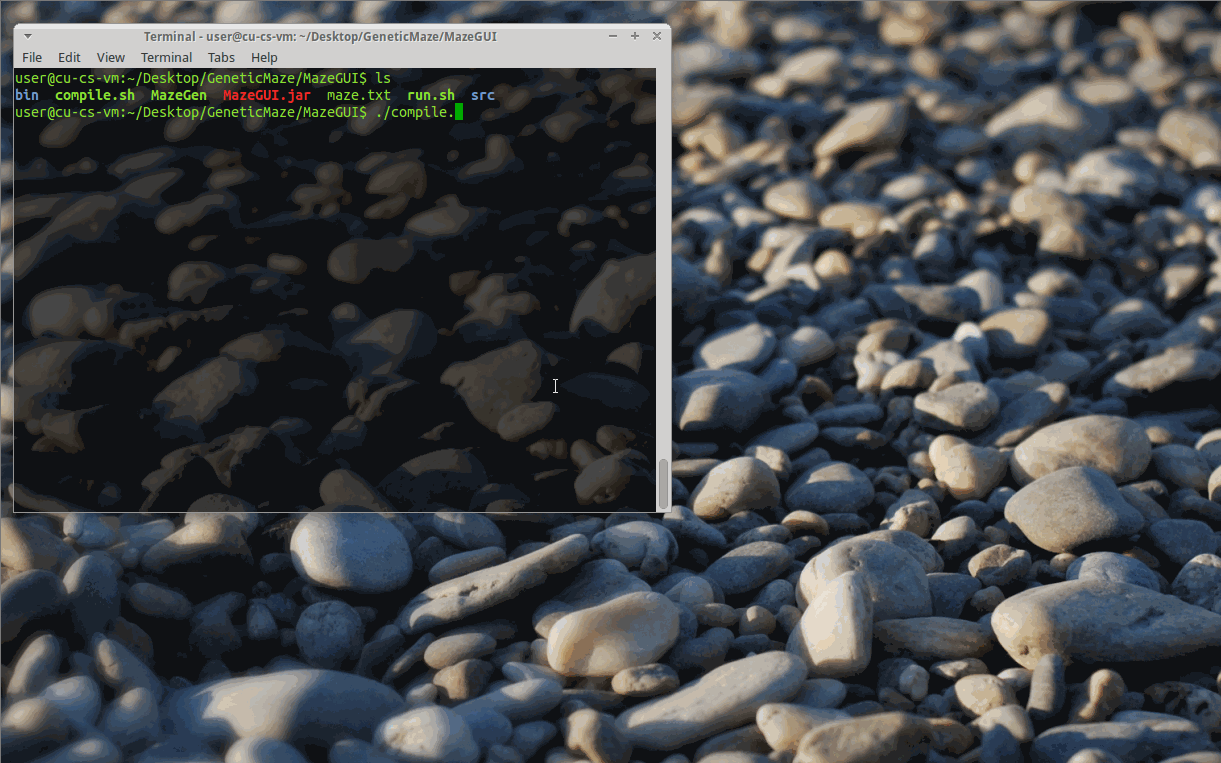 Terminal - user@cu-cs-vm: ~/Desktop/GeneticMaze/MazeGUI
File Edit View Terminal Tabs Help
user@cu-cs-vm:~/Desktop/GeneticMaze/MazeGUI$ ls
bin compile.sh MazeGen MazeGUI.jar maze.txt run.sh src
user@cu-cs-vm:~/Desktop/GeneticMaze/MazeGUI$ ./compile.